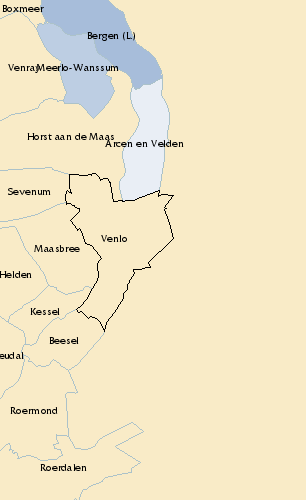 Boxmeer
Bergen (L.)
Venray
Meerlo-Wanssum
Horst aan de Maas
Arcen en Velden
Sevenum
Venlo
Maasbree
Helden
Kessel
Beesel
eudal
Roermond
Roerdalen